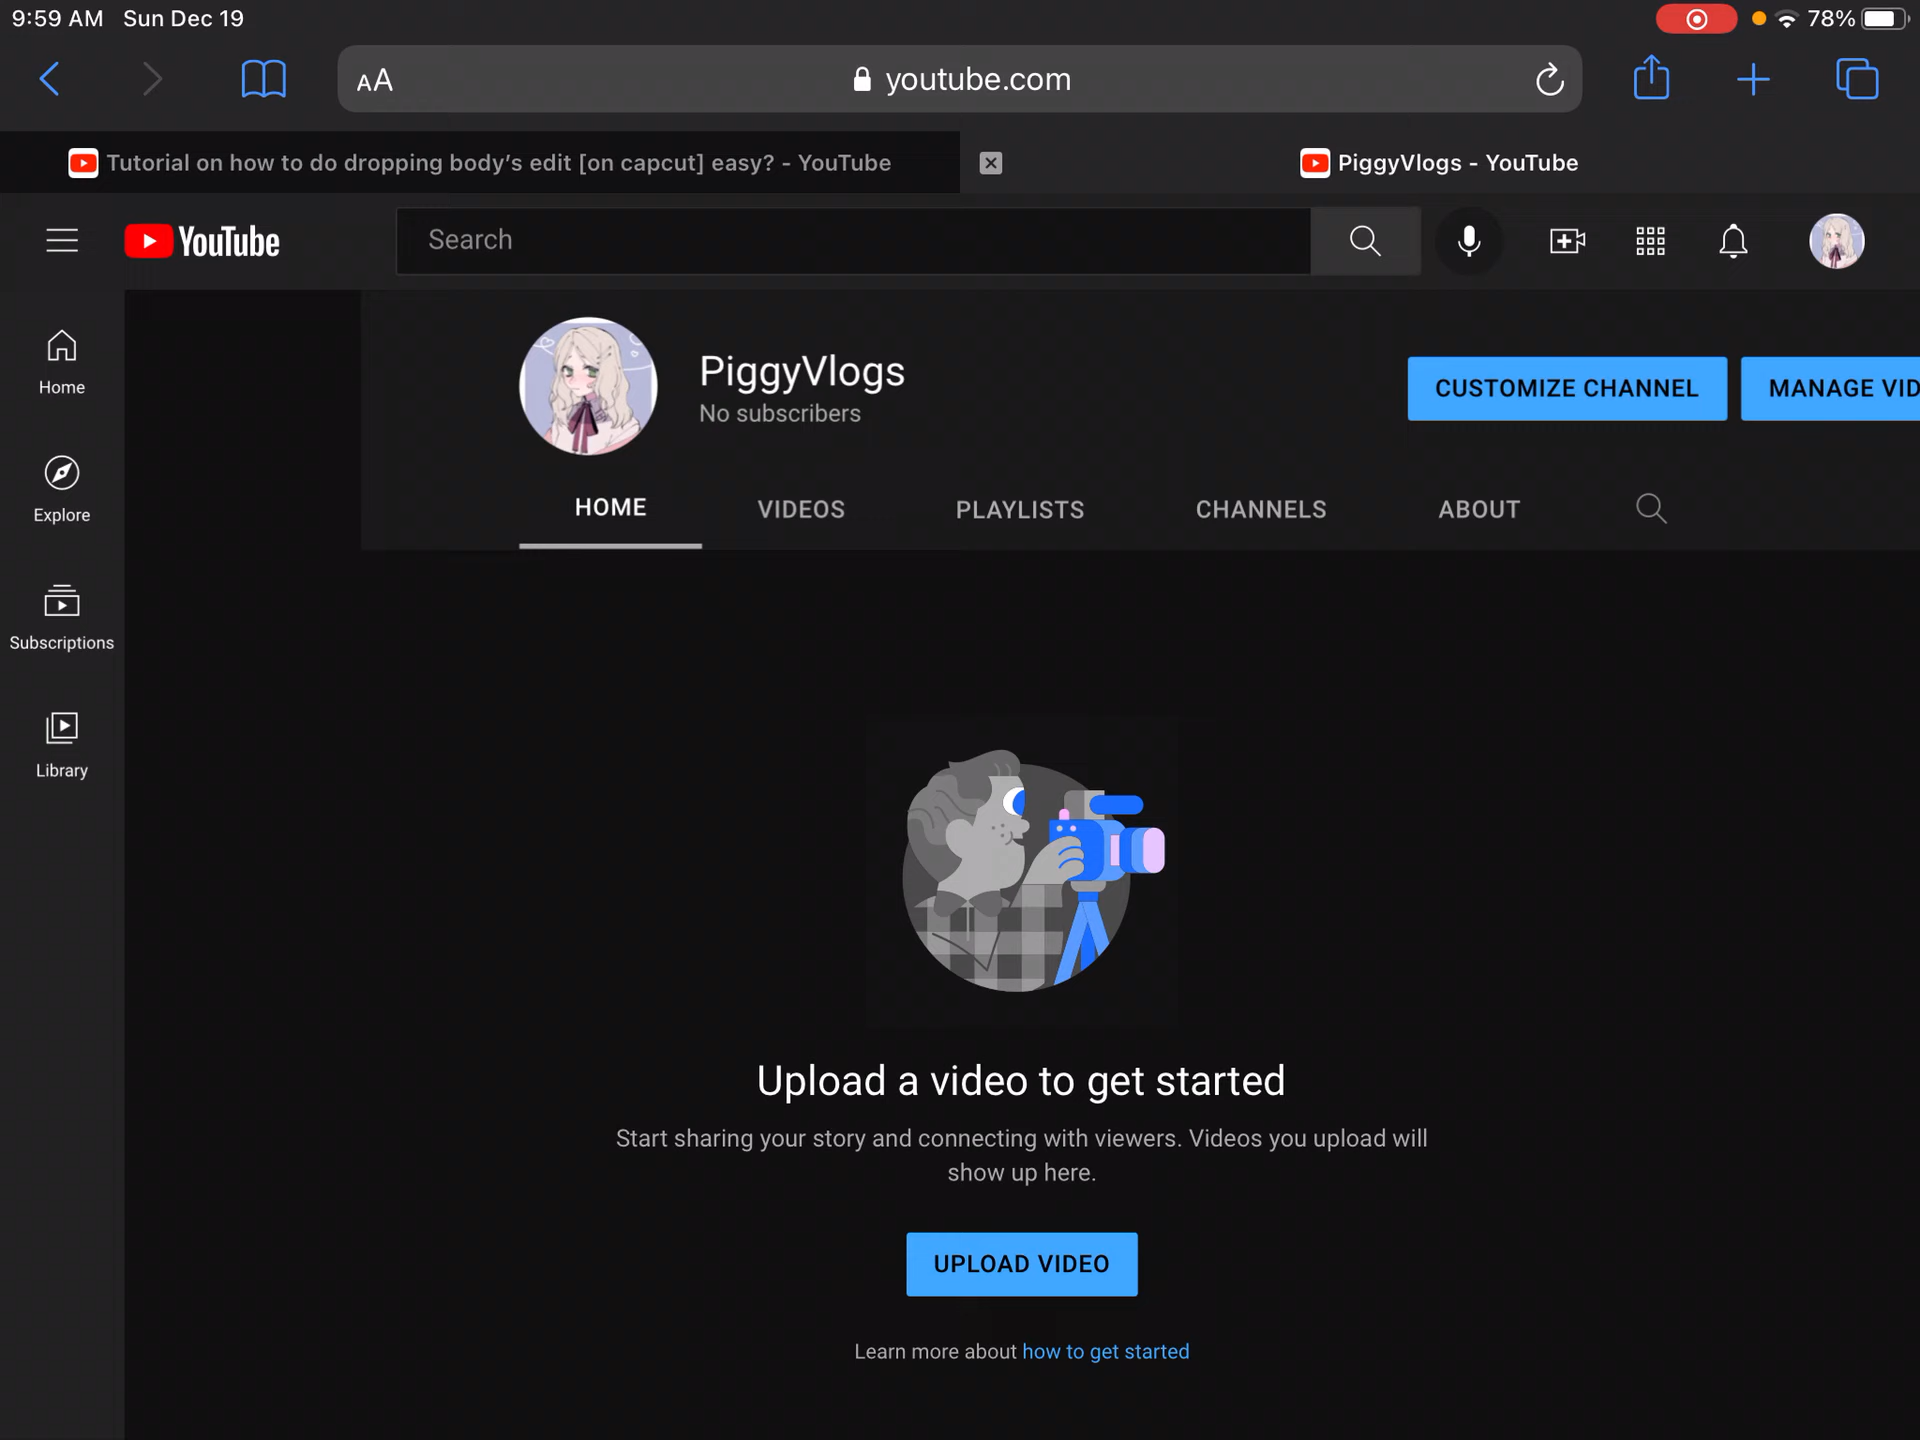 9:59 AM Sun Dec 19
78%
AA
youtube.com
Tutorial on how to do dropping body’s edit [on capcut] easy? - YouTube
PiggyVlogs - YouTube
YouTube
Search
Home
Explore
Subscriptions
Library
PiggyVlogs
No subscribers
CUSTOMIZE CHANNEL
MANAGE VID
HOME
VIDEOS
PLAYLISTS
CHANNELS
ABOUT
Upload a video to get started
Start sharing your story and connecting with viewers. Videos you upload will
show up here.
UPLOAD VIDEO
Learn more about how to get started